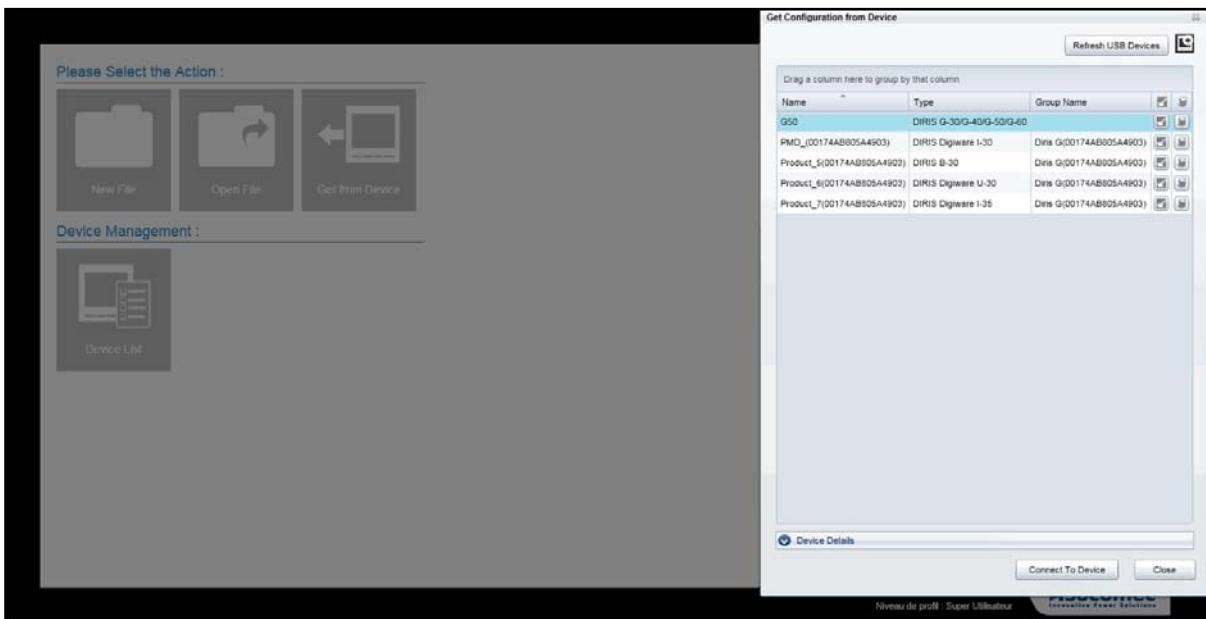 Get Configuration from Device
Refresh USB Devices
Please Select the Action :
New File
Open File
Get from Device
Device Management :
Device List
Drag a column here to group by that column
Name Type Group Name
G50 DIRIS G-30/G-40/G-50/G-60
PMD_(00174AB805A4903) DIRIS Digiware I-30 Diris G(00174AB805A4903)
Product_5(00174AB805A4903) DIRIS B-30 Diris G(00174AB805A4903)
Product_6(00174AB805A4903) DIRIS Digiware U-30 Diris G(00174AB805A4903)
Product_7(00174AB805A4903) DIRIS Digiware I-35 Diris G(00174AB805A4903)
Device Details
Connect To Device Close
Niveau de profil : Super Utilisateur
Innovative Power Solutions